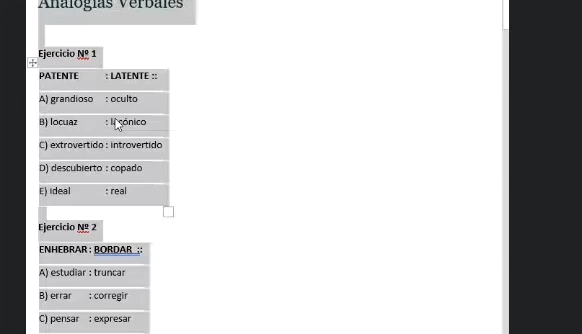 Analogías Verbales
Ejercicio Nº 1
PATENTE : LATENTE ::
A) grandioso : oculto
B) locuaz : lacónico
C) extrovertido : introvertido
D) descubierto : copado
E) ideal : real
Ejercicio Nº 2
ENHEBRAR : BORDAR ::
A) estudiar : truncar
B) errar : corregir
C) pensar : expresar